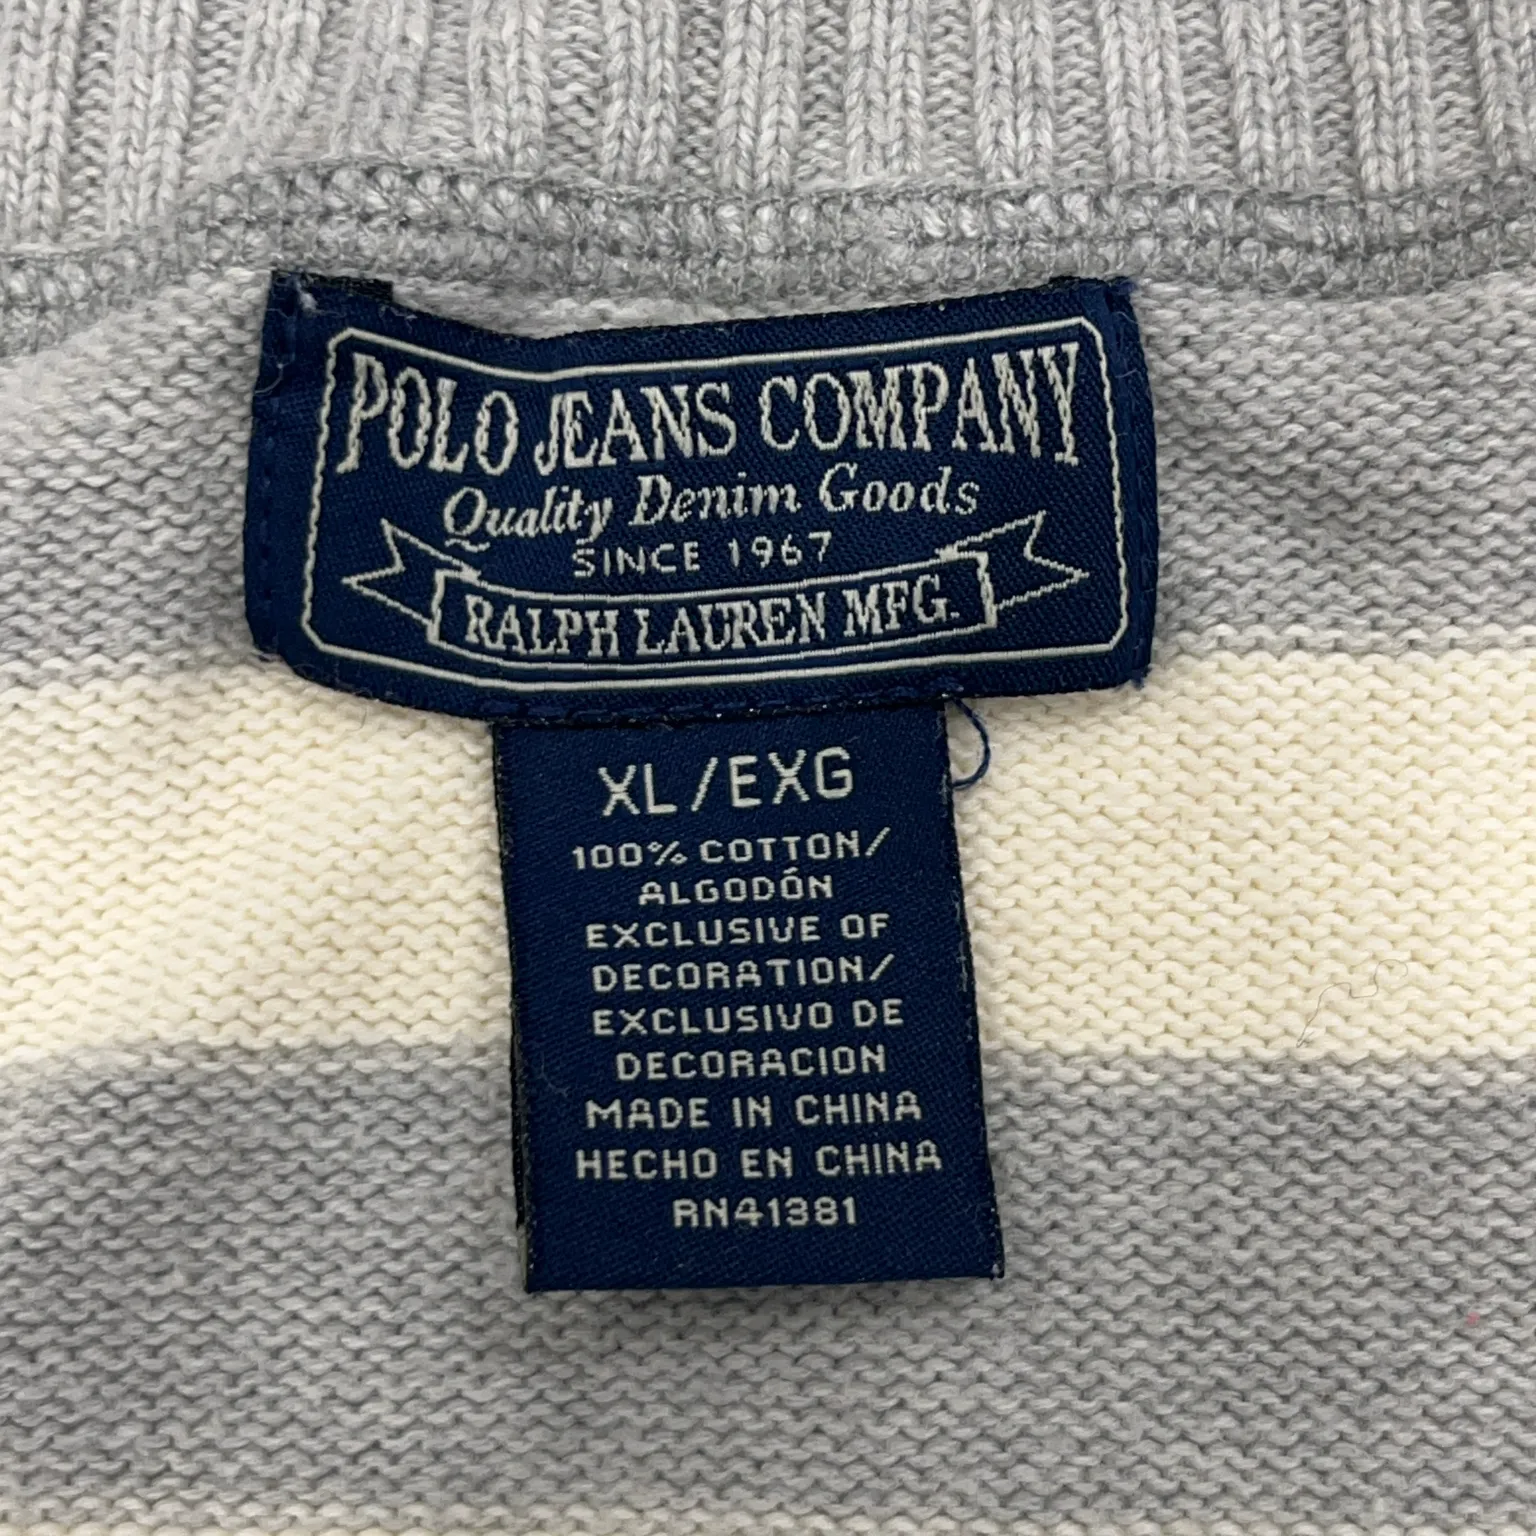 POLO JEANS COMPANY
Quality Denim Goods
SINCE 1967
RALPH LAUREN MFG.
XL/EXG
100% COTTON/
ALGODÓN
EXCLUSIVE OF
DECORATION/
EXCLUSIVO DE
DECORACION
MADE IN CHINA
HECHO EN CHINA
RN41381